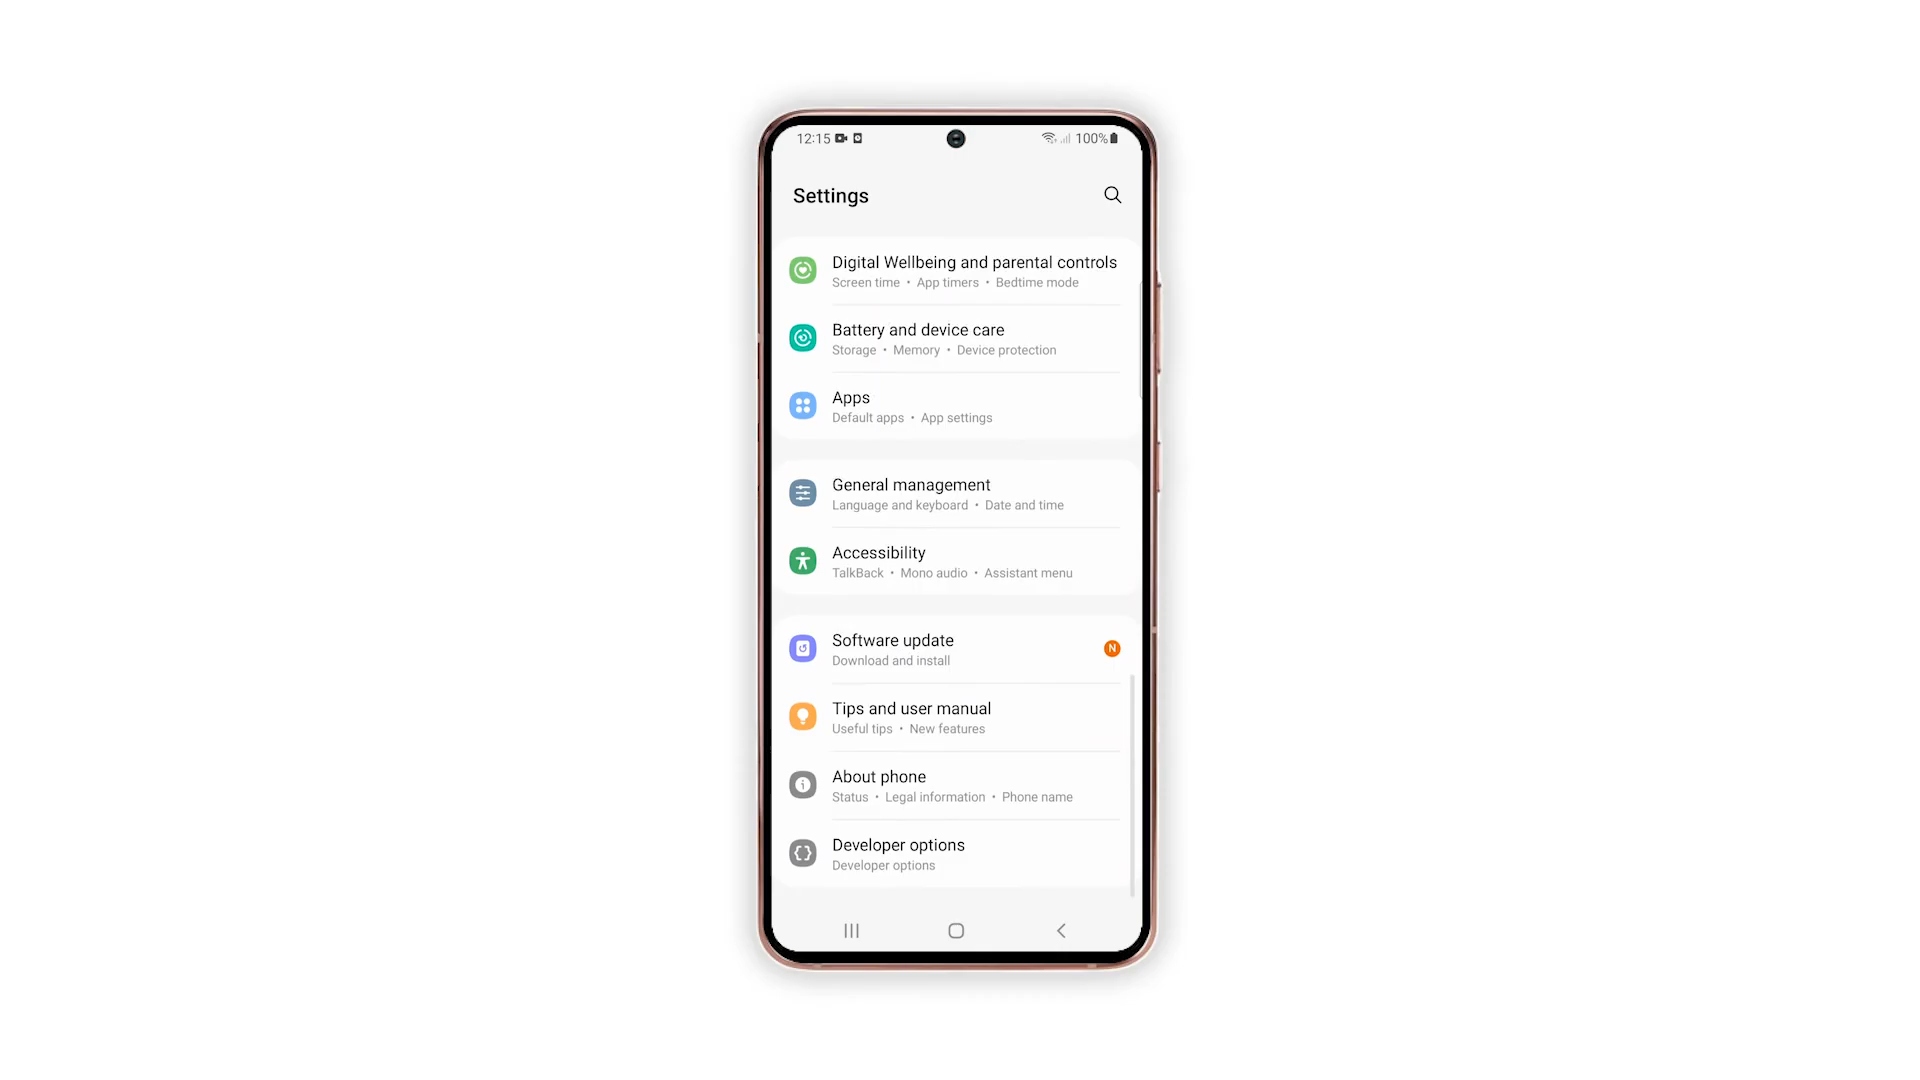 12:15 100%
Settings
Digital Wellbeing and parental controls
Screen time • App timers • Bedtime mode
Battery and device care
Storage • Memory • Device protection
Apps
Default apps • App settings
General management
Language and keyboard • Date and time
Accessibility
TalkBack • Mono audio • Assistant menu
Software update
N
Download and install
Tips and user manual
Useful tips • New features
About phone
Status • Legal information • Phone name
Developer options
Developer options